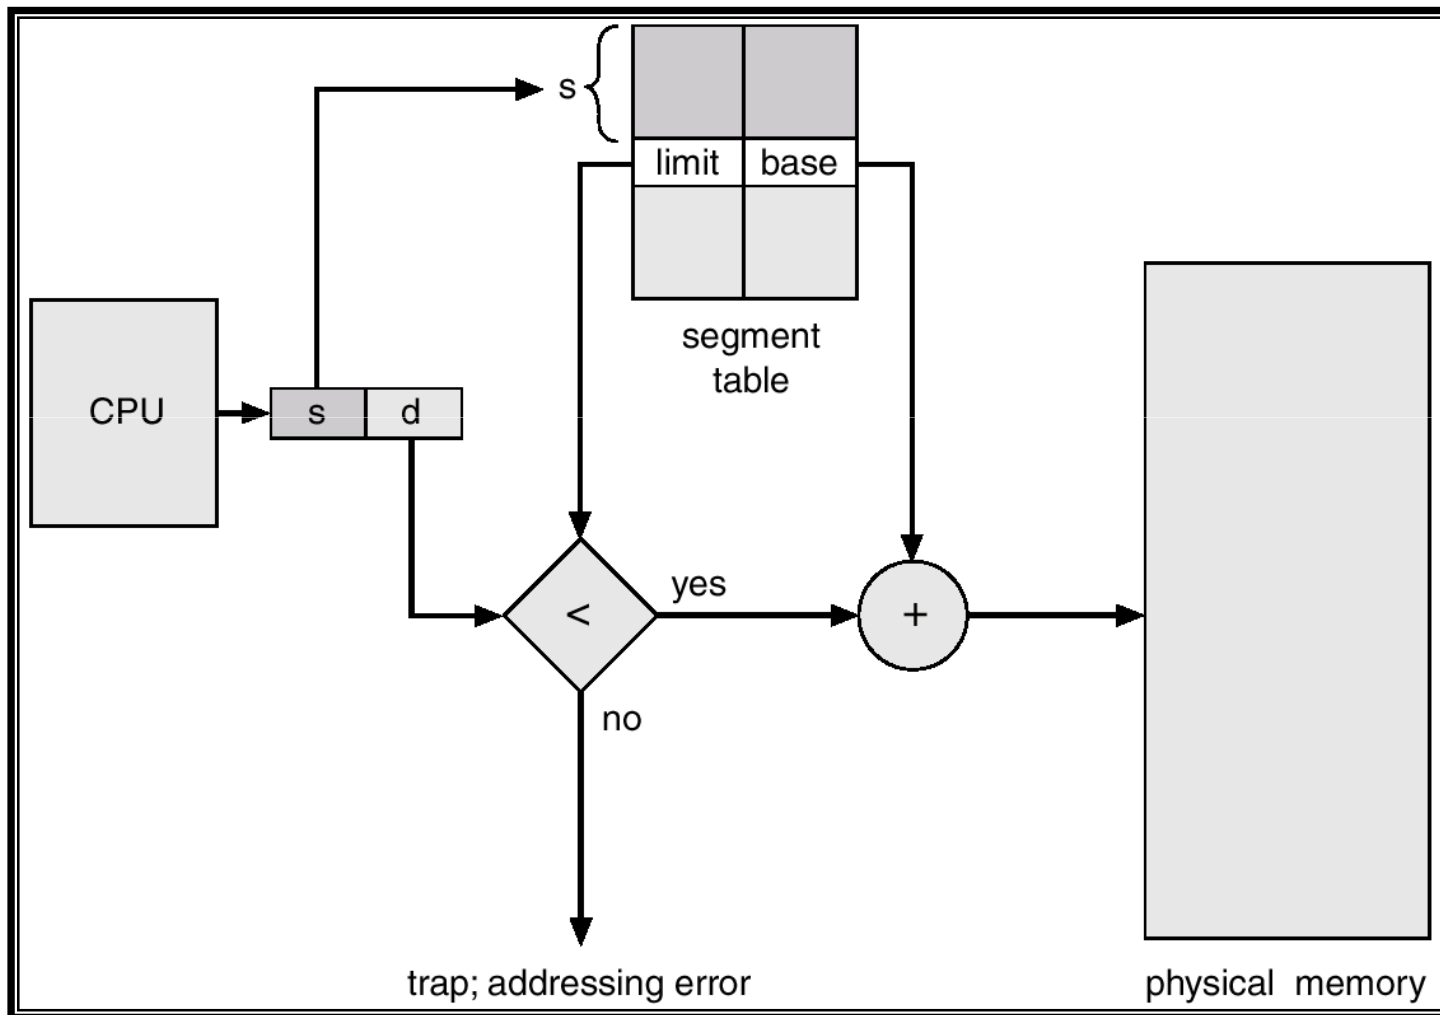 s
limit base
segment
table
CPU
s d
yes
<
+
no
trap; addressing error
physical memory